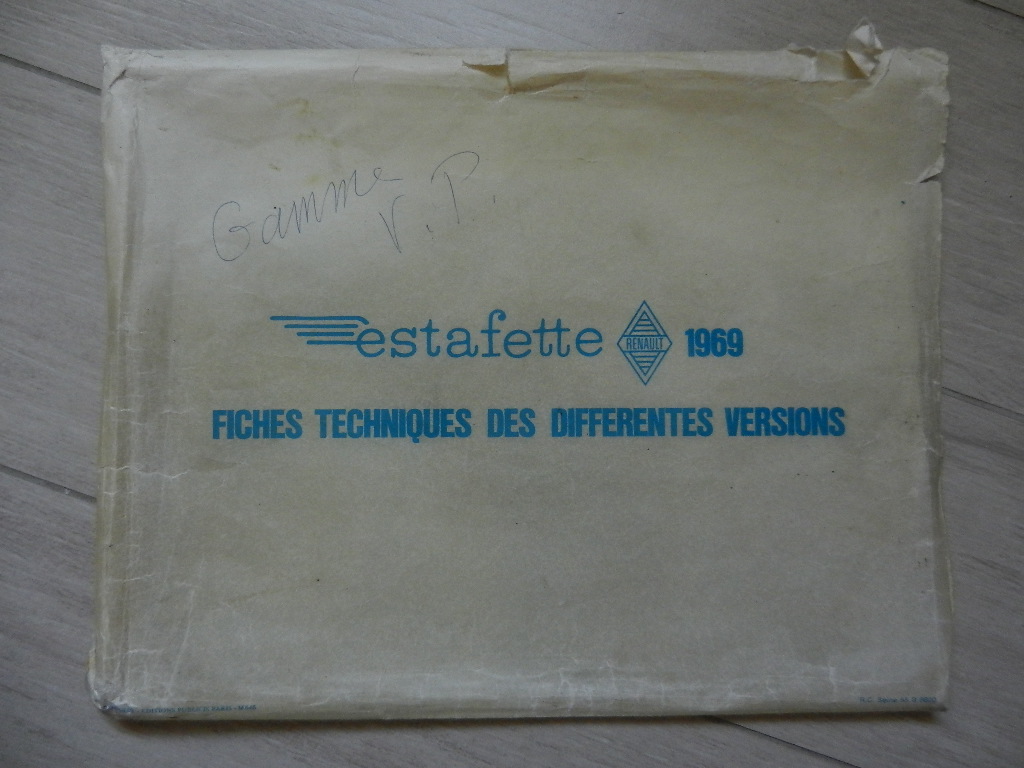 Gamme
V. P.
estafette RENAULT 1969
FICHES TECHNIQUES DES DIFFERENTES VERSIONS